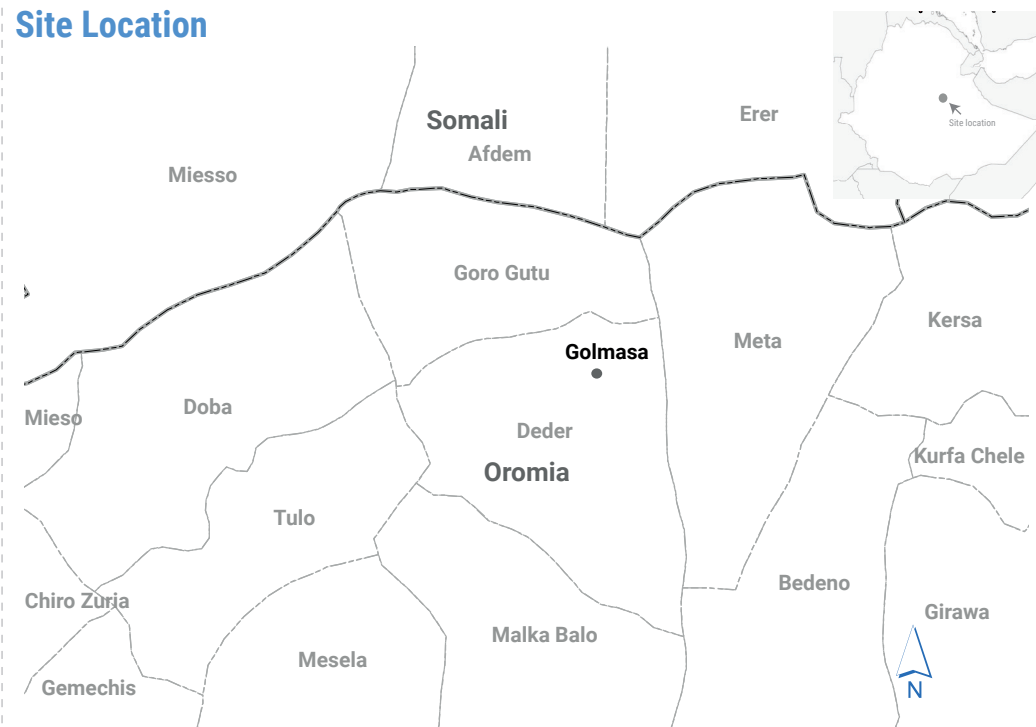 Site Location
Somali
Afdem
Erer
Site location
Miesso
Goro Gutu
Kersa
Meta
Golmasa
Mieso
Doba
Deder
Kurfa Chele
Oromia
Tulo
Bedeno
Chiro Zuria
Girawa
Malka Balo
Mesela
Gemechis
N